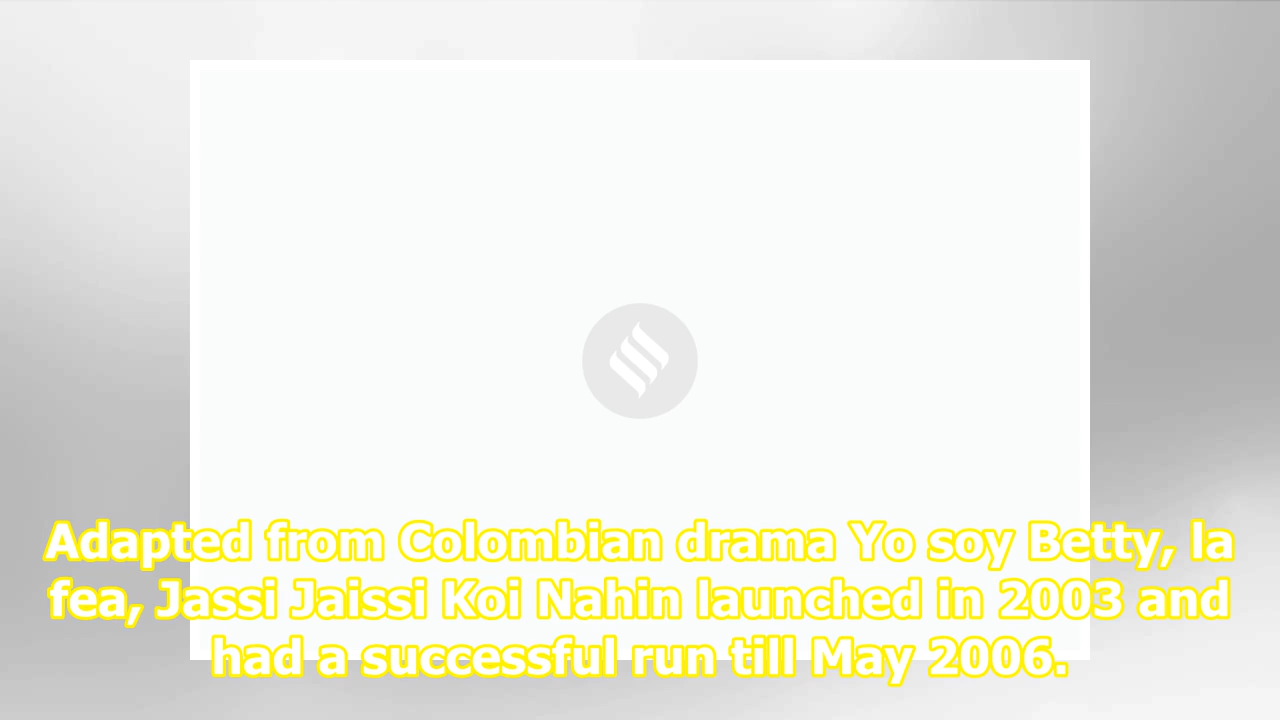 Adapted from Colombian drama Yo soy Betty, la
fea, Jassi Jaissi Koi Nahin launched in 2003 and
had a successful run till May 2006.